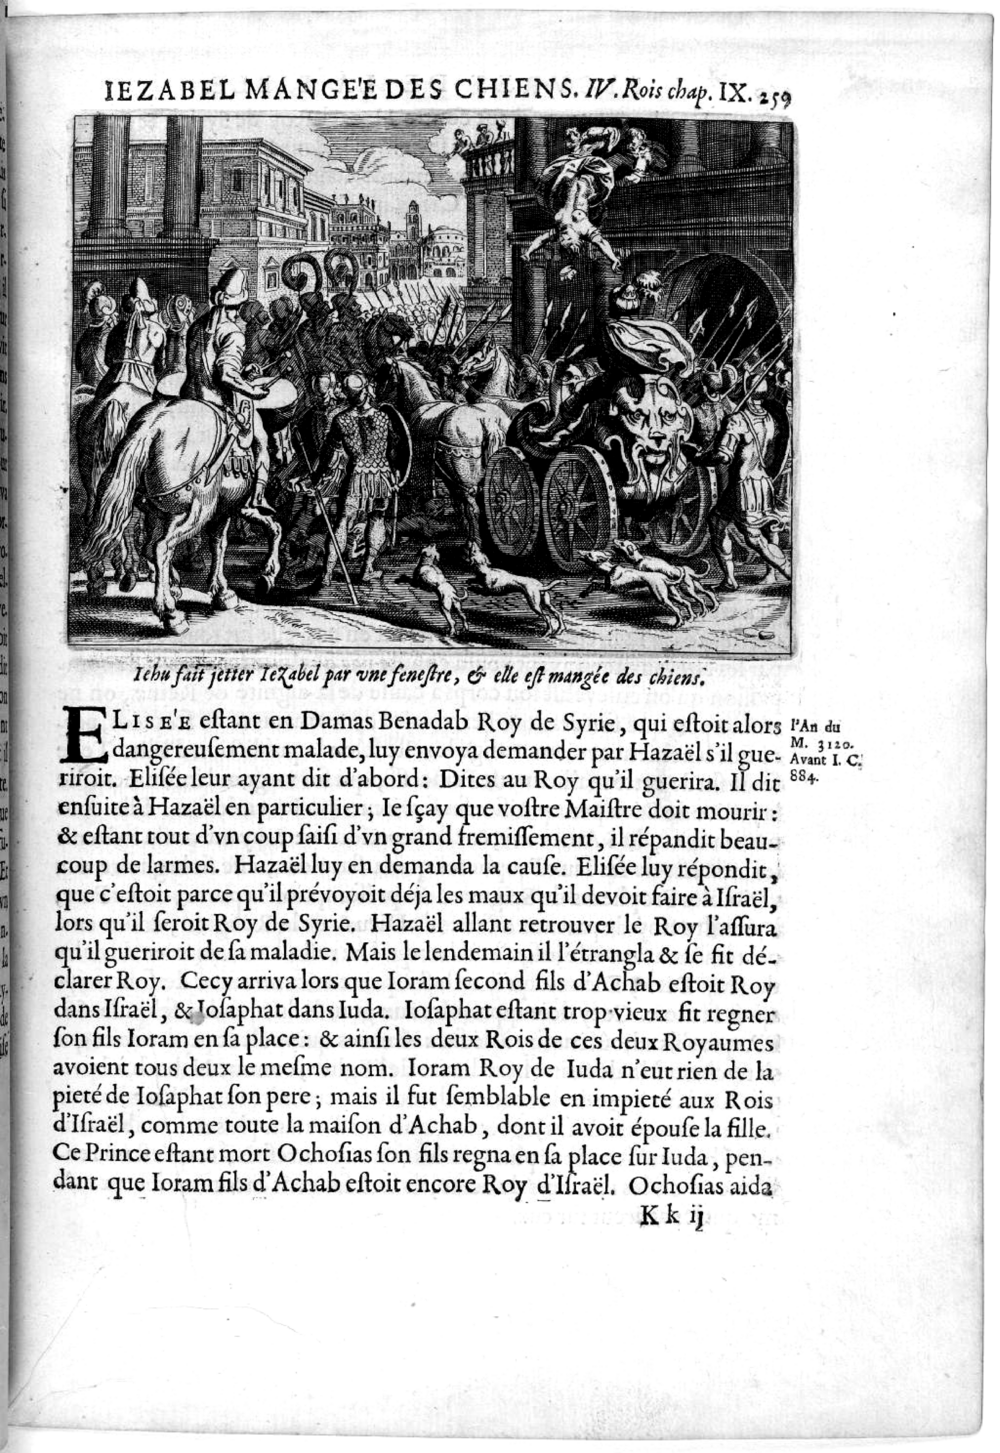 IEZABEL MANGE'E DES CHIENS. IV. Rois chap. IX. 259
Iehu fait jetter Iezabel par vne fenestre, & elle est mangée des chiens.
ELISE'E estant en Damas Benadab Roy de Syrie, qui estoit alors
dangereusement malade, luy envoya demander par Hazaël s'il gue-
riroit. Elisée leur ayant dit d'abord: Dites au Roy qu'il guerira. Il dit
ensuite à Hazaël en particulier; Ie sçay que vostre Maistre doit mourir:
& estant tout d'vn coup saisi d'vn grand fremissement, il répandit beau-
coup de larmes. Hazaël luy en demanda la cause. Elisée luy répondit,
que c'estoit parce qu'il prévoyoit déja les maux qu'il devoit faire à Israël,
lors qu'il seroit Roy de Syrie. Hazaël allant retrouver le Roy l'assura
qu'il gueriroit de sa maladie. Mais le lendemain il l'étrangla & se fit dé-
clarer Roy. Cecy arriva lors que Ioram second fils d'Achab estoit Roy
dans Israël, & Iosaphat dans Iuda. Iosaphat estant trop vieux fit regner
son fils Ioram en sa place: & ainsi les deux Rois de ces deux Royaumes
avoient tous deux le mesme nom. Ioram Roy de Iuda n'eut rien de la
pieté de Iosaphat son pere; mais il fut semblable en impieté aux Rois
d'Israël, comme toute la maison d'Achab, dont il avoit épouse la fille.
Ce Prince estant mort Ochosias son fils regna en sa place sur Iuda, pen-
dant que Ioram fils d'Achab estoit encore Roy d'Israël. Ochosias aida
l'An du
M. 3120.
Avant I. C.
884.
K k ij